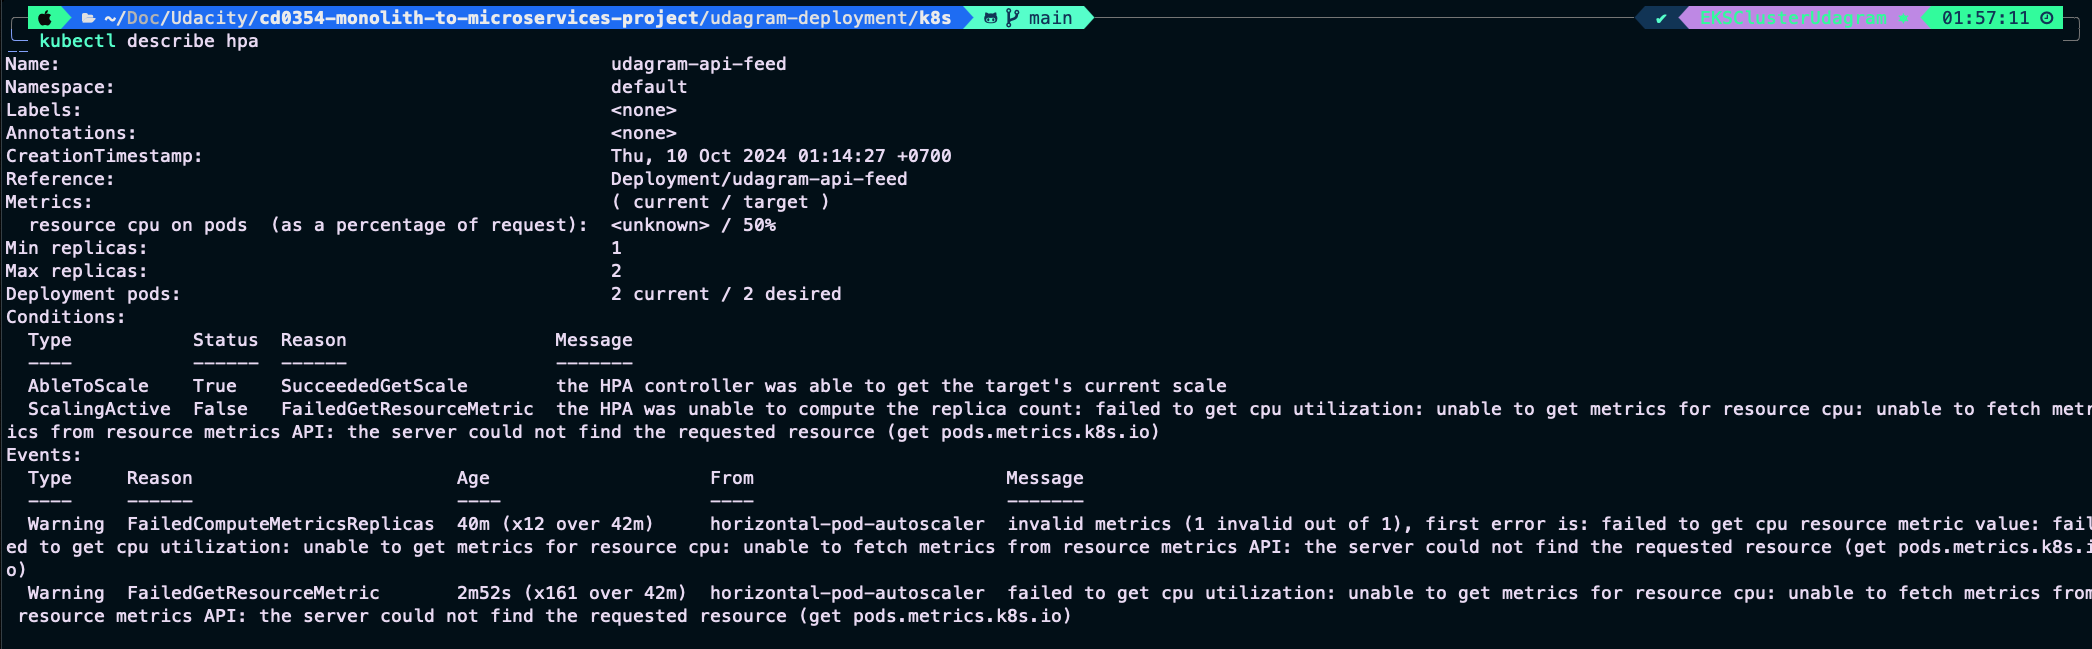 ~/Doc/Udacity/cd0354-monolith-to-microservices-project/udagram-deployment/k8s main ✔ EKSClusterUdagram 01:57:11
kubectl describe hpa
Name: udagram-api-feed
Namespace: default
Labels: <none>
Annotations: <none>
CreationTimestamp: Thu, 10 Oct 2024 01:14:27 +0700
Reference: Deployment/udagram-api-feed
Metrics: ( current / target )
resource cpu on pods (as a percentage of request): <unknown> / 50%
Min replicas: 1
Max replicas: 2
Deployment pods: 2 current / 2 desired
Conditions:
Type Status Reason Message
---- ------ ------ -------
AbleToScale True SucceededGetScale the HPA controller was able to get the target's current scale
ScalingActive False FailedGetResourceMetric the HPA was unable to compute the replica count: failed to get cpu utilization: unable to get metrics for resource cpu: unable to fetch metr
ics from resource metrics API: the server could not find the requested resource (get pods.metrics.k8s.io)
Events:
Type Reason Age From Message
---- ------ ---- ---- -------
Warning FailedComputeMetricsReplicas 40m (x12 over 42m) horizontal-pod-autoscaler invalid metrics (1 invalid out of 1), first error is: failed to get cpu resource metric value: fail
ed to get cpu utilization: unable to get metrics for resource cpu: unable to fetch metrics from resource metrics API: the server could not find the requested resource (get pods.metrics.k8s.i
o)
Warning FailedGetResourceMetric 2m52s (x161 over 42m) horizontal-pod-autoscaler failed to get cpu utilization: unable to get metrics for resource cpu: unable to fetch metrics from
resource metrics API: the server could not find the requested resource (get pods.metrics.k8s.io)